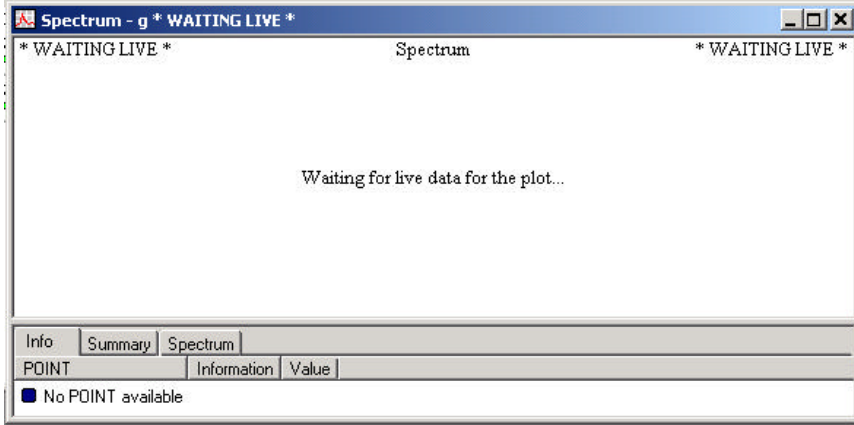 Spectrum - g * WAITING LIVE *
* WAITING LIVE * Spectrum * WAITING LIVE *
Waiting for live data for the plot...
Info Summary Spectrum
POINT Information Value
No POINT available